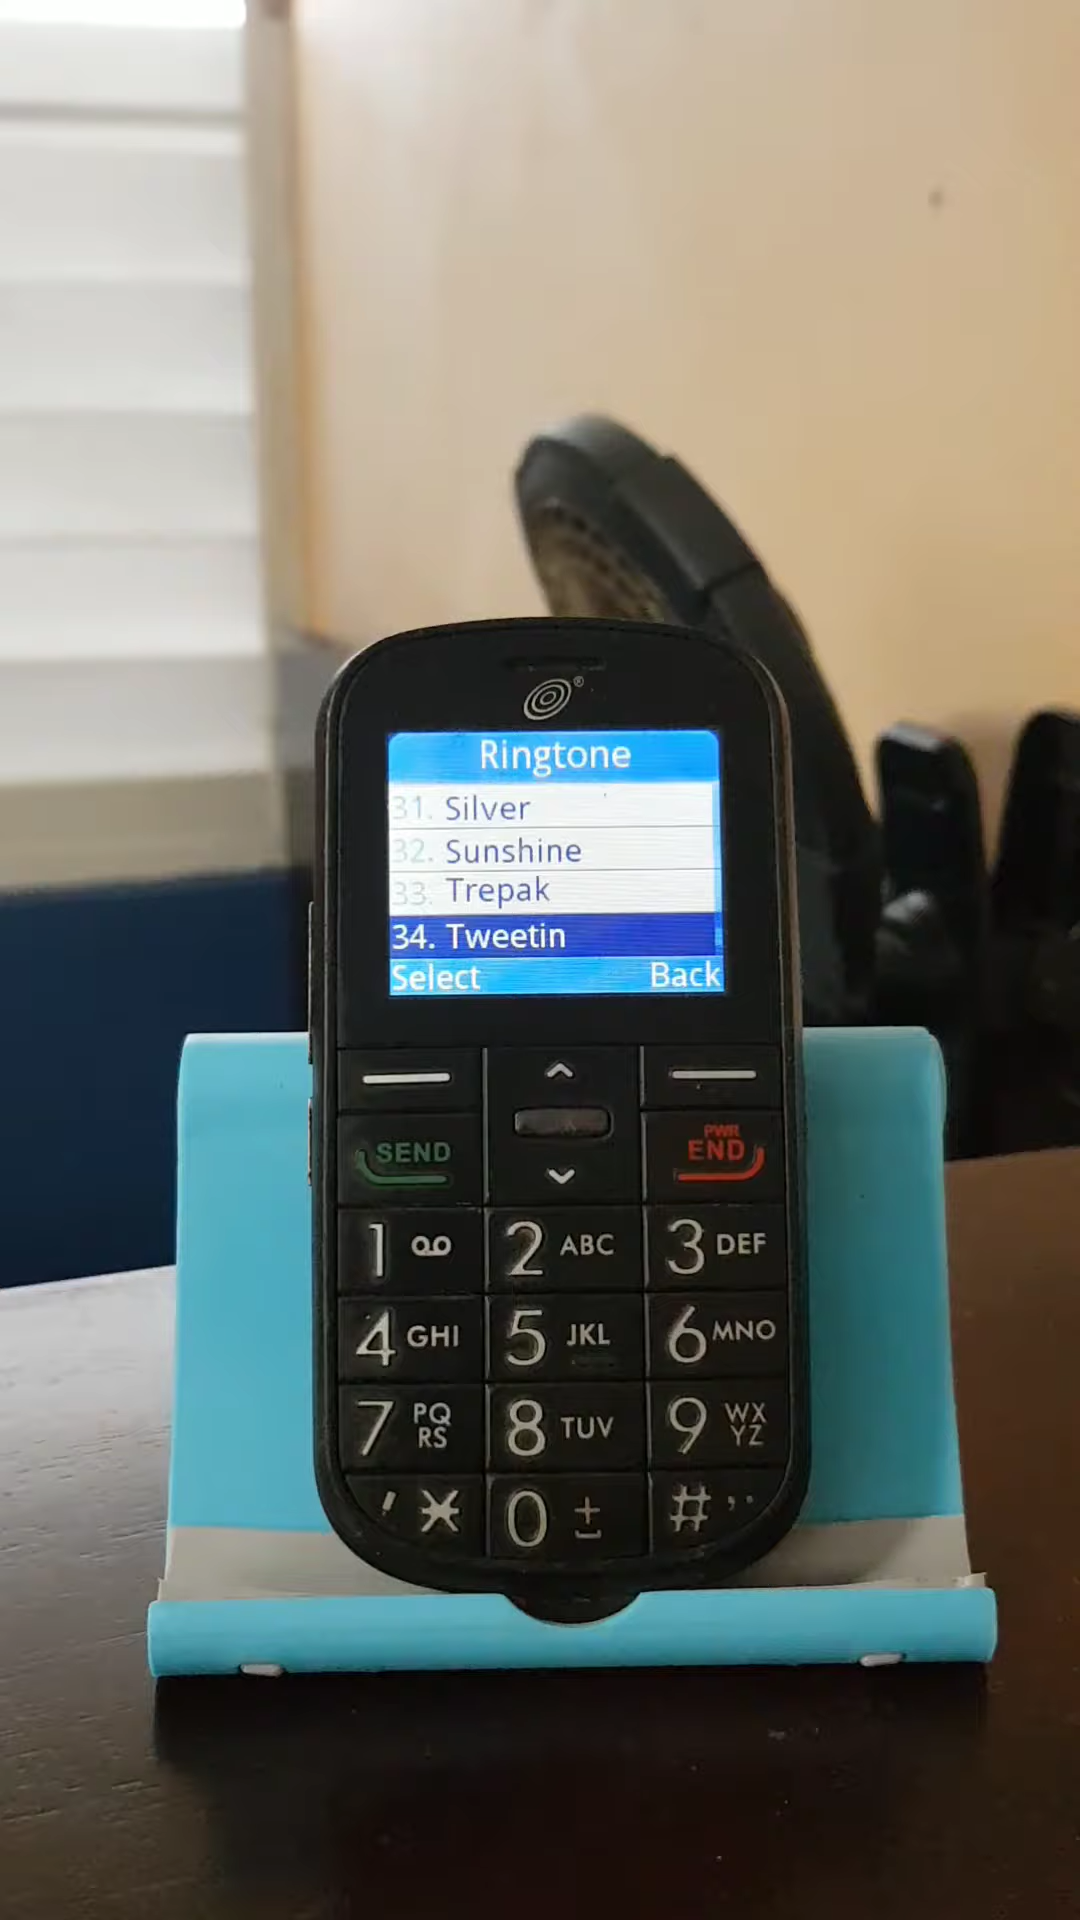 ®
Ringtone
31. Silver
32. Sunshine
33. Trepak
34. Tweetin
Select Back
SEND PWR END
1 2 ABC 3 DEF
4 GHI 5 JKL 6 MNO
7 PQRS 8 TUV 9 WXYZ
' * 0 + # ' "